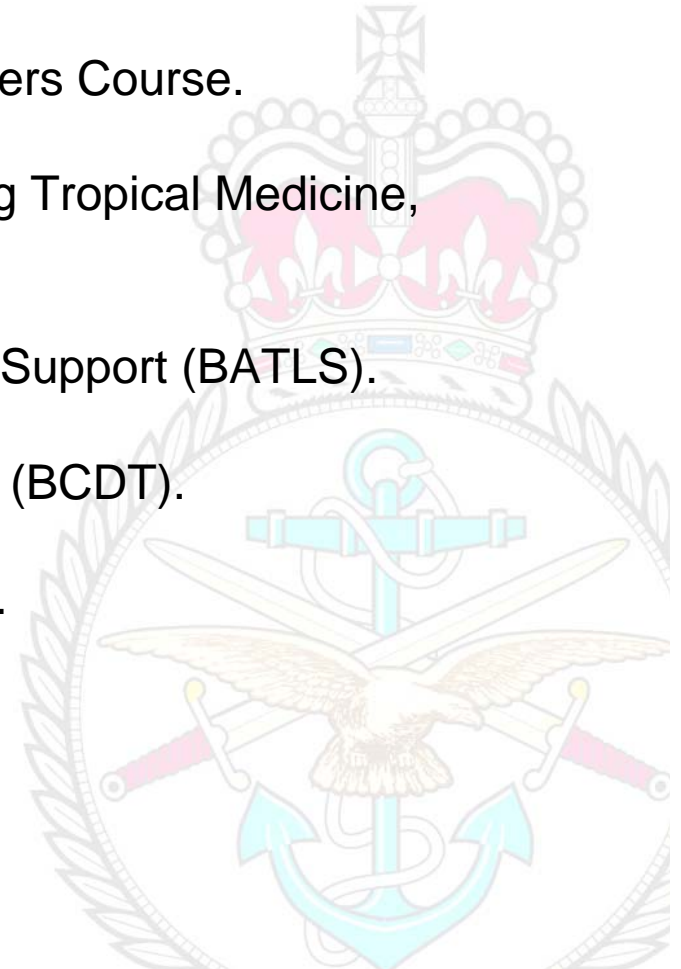 ers Course.
g Tropical Medicine,
Support (BATLS).
(BCDT).
.